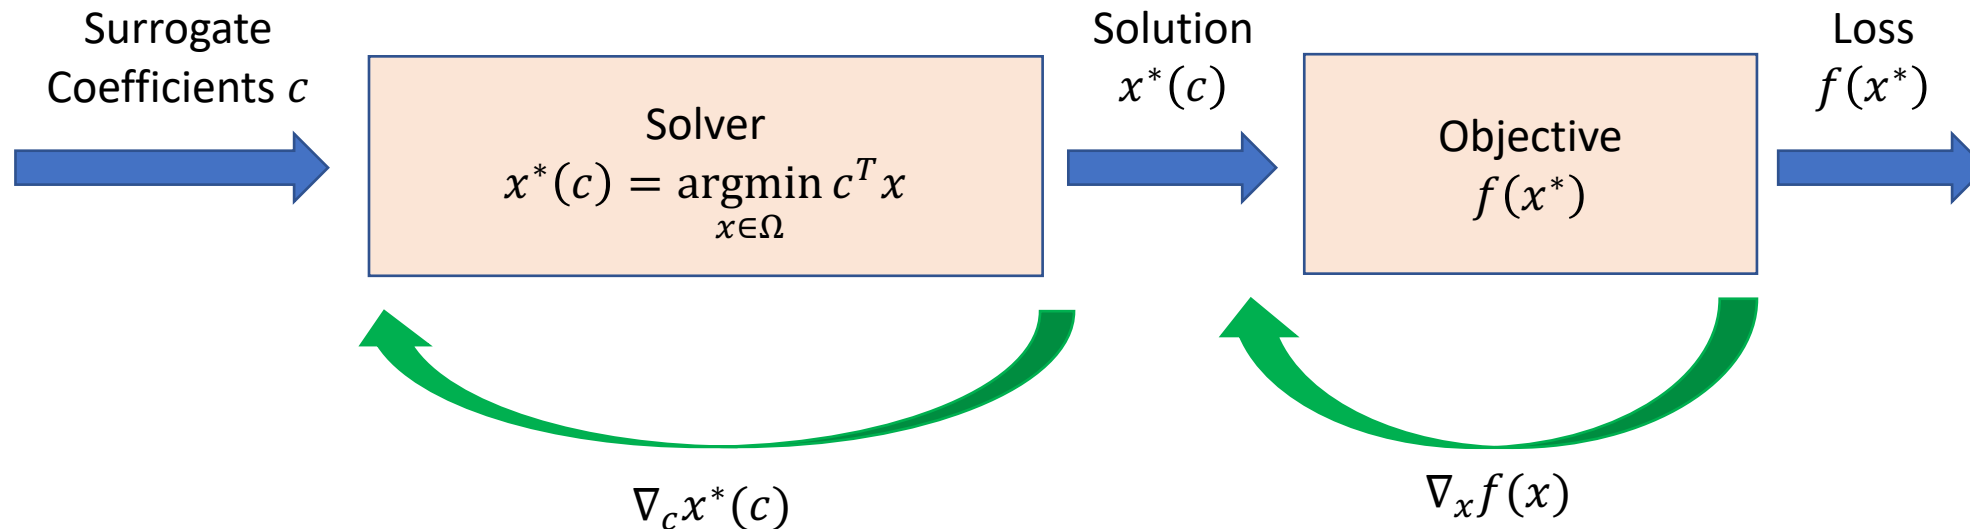 Surrogate
Coefficients c
Solver
x*(c) = argmin c^T x
x∈Ω
Solution
x*(c)
Objective
f(x*)
Loss
f(x*)
∇_c x*(c)
∇_x f(x)